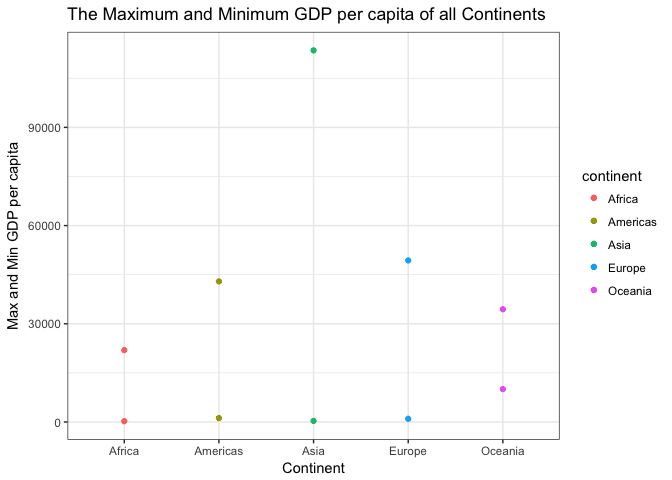 The Maximum and Minimum GDP per capita of all Continents
Max and Min GDP per capita
90000
60000
30000
0
Africa
Americas
Asia
Europe
Oceania
Continent
continent
Africa
Americas
Asia
Europe
Oceania